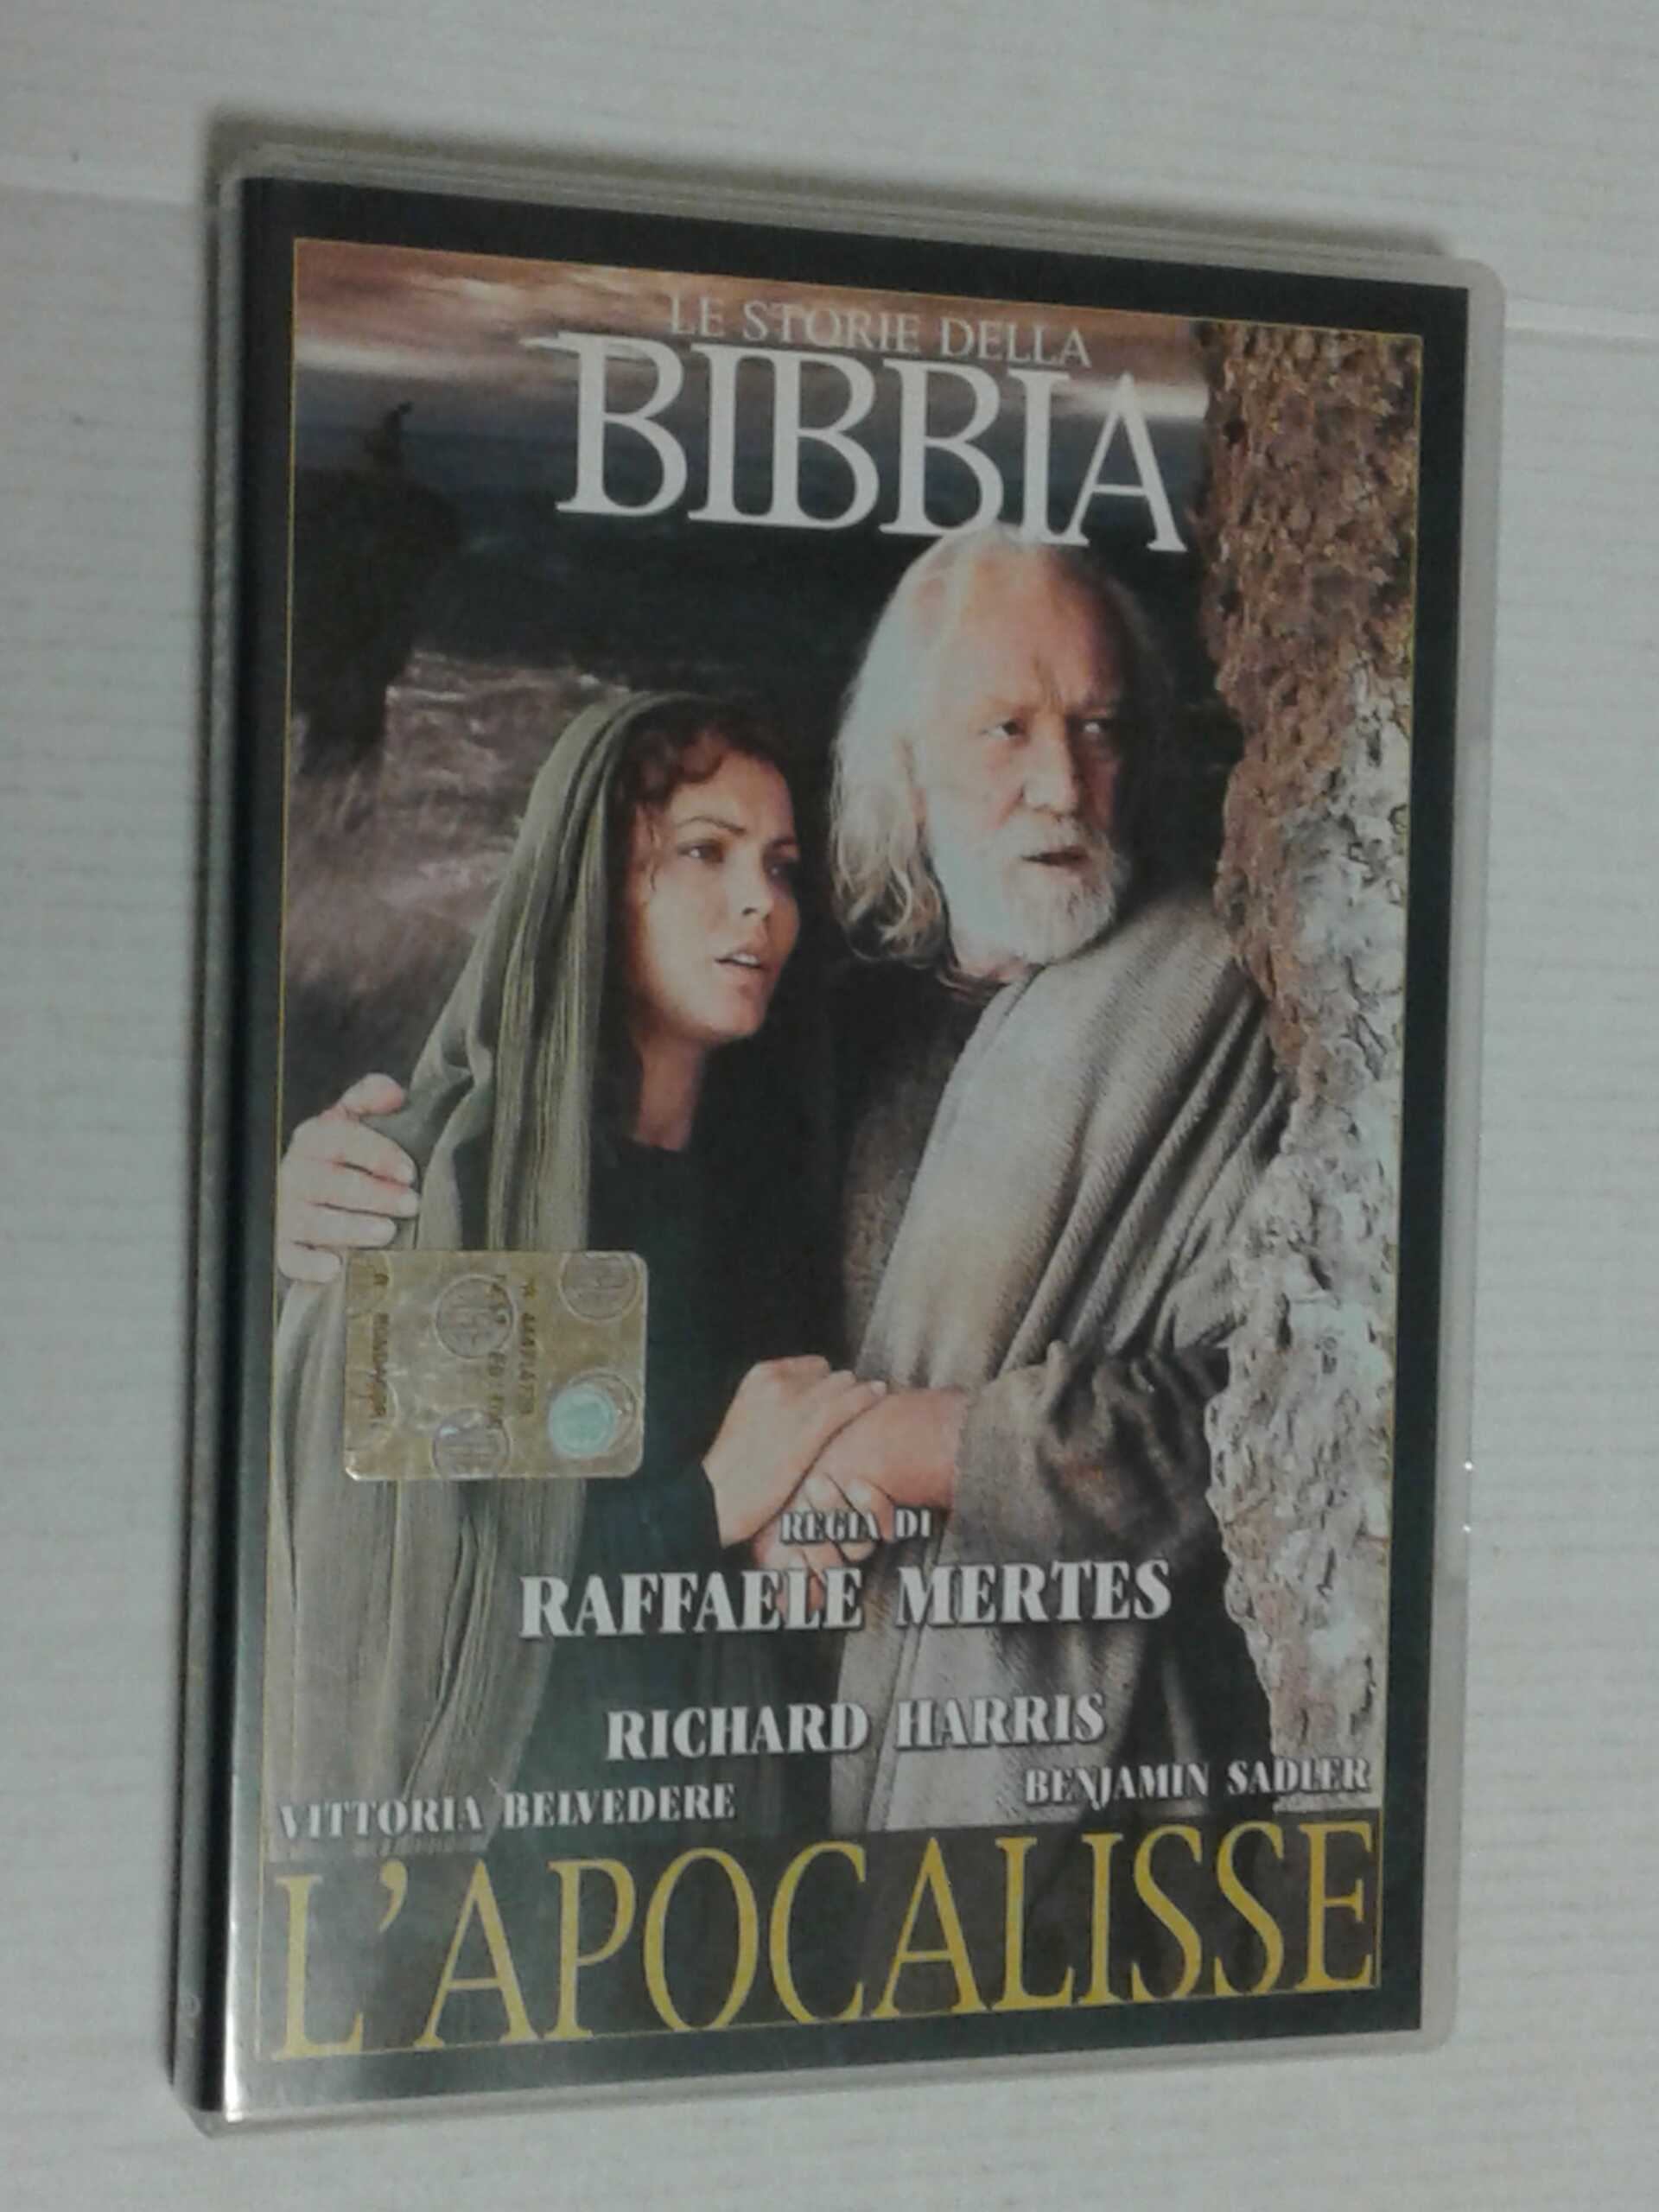 LE STORIE DELLA
BIBBIA
REGIA DI
RAFFAELE MERTES
RICHARD HARRIS
VITTORIA BELVEDERE
BENJAMIN SADLER
L'APOCALISSE